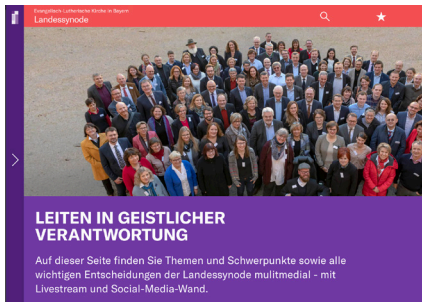 Evangelisch-Lutherische Kirche in Bayern
Landessynode
LEITEN IN GEISTLICHER
VERANTWORTUNG
Auf dieser Seite finden Sie Themen und Schwerpunkte sowie alle
wichtigen Entscheidungen der Landessynode mulitmedial - mit
Livestream und Social-Media-Wand.